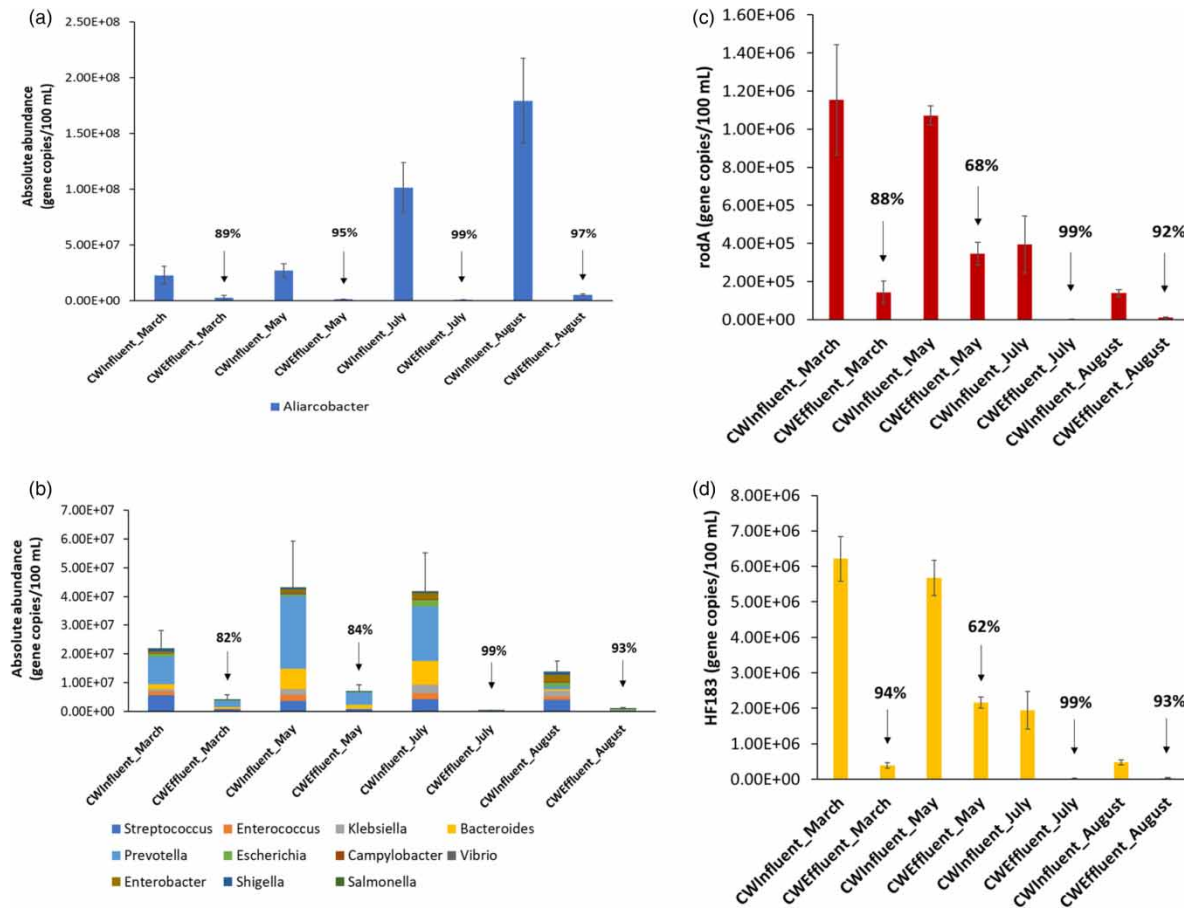 (a)
Absolute abundance
(gene copies/100 mL)
2.50E+08
2.00E+08
1.50E+08
1.00E+08
5.00E+07
0.00E+00
89%
95%
99%
97%
CWInfluent_March
CWEffluent_March
CWInfluent_May
CWEffluent_May
CWInfluent_July
CWEffluent_July
CWInfluent_August
CWEffluent_August
Aliarcobacter
(b)
Absolute abundance
(gene copies/100 mL)
7.00E+07
6.00E+07
5.00E+07
4.00E+07
3.00E+07
2.00E+07
1.00E+07
0.00E+00
82%
84%
99%
93%
CWInfluent_March
CWEffluent_March
CWInfluent_May
CWEffluent_May
CWInfluent_July
CWEffluent_July
CWInfluent_August
CWEffluent_August
Streptococcus Enterococcus Klebsiella Bacteroides
Prevotella Escherichia Campylobacter Vibrio
Enterobacter Shigella Salmonella
(c)
rodA (gene copies/100 mL)
1.60E+06
1.40E+06
1.20E+06
1.00E+06
8.00E+05
6.00E+05
4.00E+05
2.00E+05
0.00E+00
88%
68%
99%
92%
CWInfluent_March
CWEffluent_March
CWInfluent_May
CWEffluent_May
CWInfluent_July
CWEffluent_July
CWInfluent_August
CWEffluent_August
(d)
HF183 (gene copies/100 mL)
8.00E+06
7.00E+06
6.00E+06
5.00E+06
4.00E+06
3.00E+06
2.00E+06
1.00E+06
0.00E+00
94%
62%
99%
93%
CWInfluent_March
CWEffluent_March
CWInfluent_May
CWEffluent_May
CWInfluent_July
CWEffluent_July
CWInfluent_August
CWEffluent_August